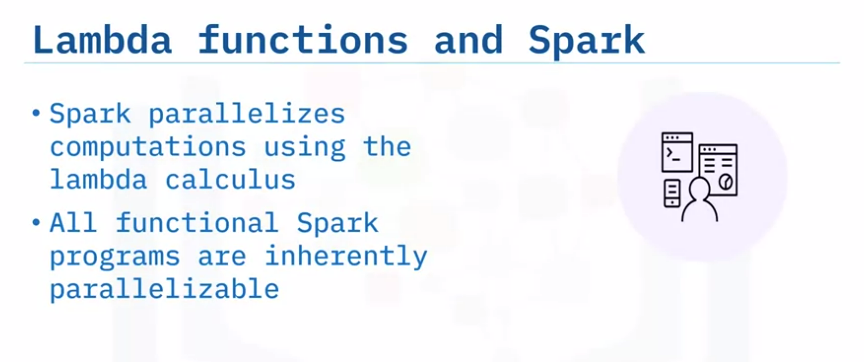 Lambda functions and Spark
• Spark parallelizes
computations using the
lambda calculus
• All functional Spark
programs are inherently
parallelizable